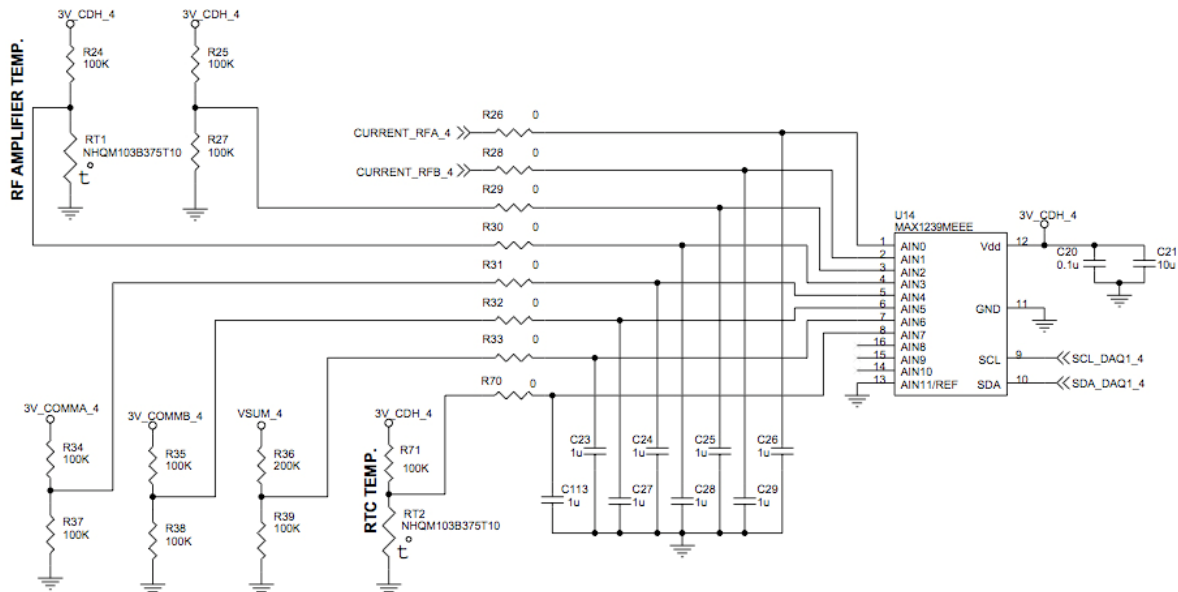 3V_CDH_4
3V_CDH_4
RF AMPLIFIER TEMP.
R24
100K
R25
100K
RT1
NHQM103B375T10
t°
R27
100K
CURRENT_RFA_4
R26 0
CURRENT_RFB_4
R28 0
R29 0
R30 0
R31 0
R32 0
R33 0
R70 0
U14
MAX1239MEEE
3V_CDH_4
1 AIN0
2 AIN1
3 AIN2
4 AIN3
5 AIN4
6 AIN5
7 AIN6
8 AIN7
16 AIN8
15 AIN9
14 AIN10
13 AIN11/REF
Vdd 12
GND 11
SCL 9
SDA 10
C20
0.1u
C21
10u
SCL_DAQ1_4
SDA_DAQ1_4
3V_COMMA_4
3V_COMMB_4
VSUM_4
3V_CDH_4
R34
100K
R35
100K
R36
200K
R71
100K
RTC TEMP.
R37
100K
R38
100K
R39
100K
RT2
NHQM103B375T10
t°
C23
1u
C24
1u
C25
1u
C26
1u
C113
1u
C27
1u
C28
1u
C29
1u